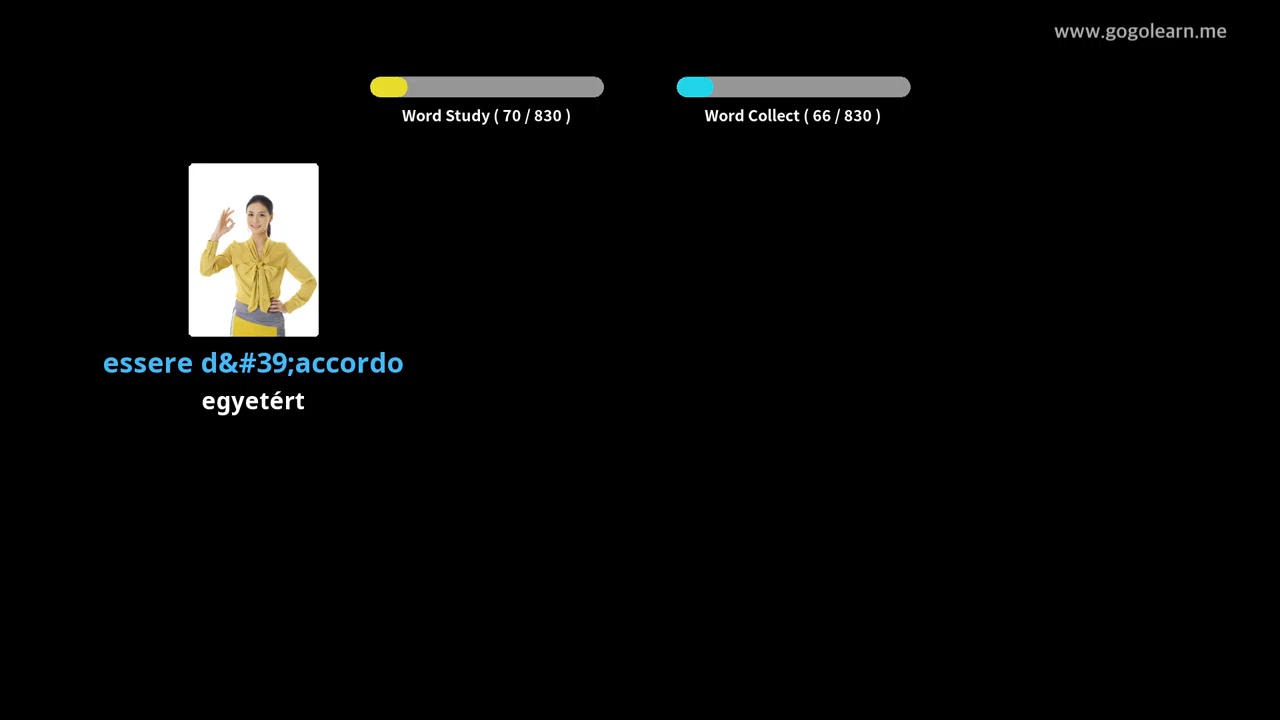 www.gogolearn.me
Word Study ( 70 / 830 )
Word Collect ( 66 / 830 )
essere d&#39;accordo
egyetért